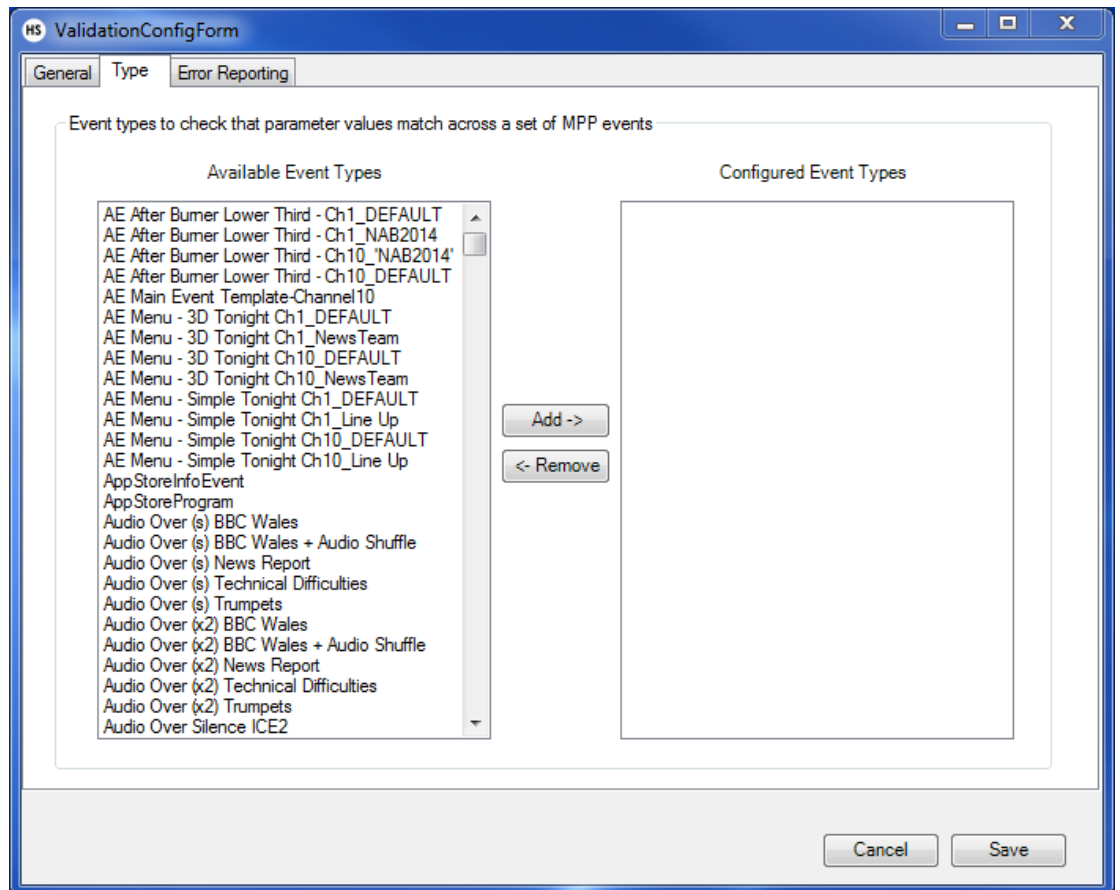 HS ValidationConfigForm
General Type Error Reporting
Event types to check that parameter values match across a set of MPP events
Available Event Types
Configured Event Types
AE After Burner Lower Third - Ch1_DEFAULT
AE After Burner Lower Third - Ch1_NAB2014
AE After Burner Lower Third - Ch10_'NAB2014'
AE After Burner Lower Third - Ch10_DEFAULT
AE Main Event Template-Channel10
AE Menu - 3D Tonight Ch1_DEFAULT
AE Menu - 3D Tonight Ch1_NewsTeam
AE Menu - 3D Tonight Ch10_DEFAULT
AE Menu - 3D Tonight Ch10_NewsTeam
AE Menu - Simple Tonight Ch1_DEFAULT
AE Menu - Simple Tonight Ch1_Line Up
AE Menu - Simple Tonight Ch10_DEFAULT
AE Menu - Simple Tonight Ch10_Line Up
AppStoreInfoEvent
AppStoreProgram
Audio Over (s) BBC Wales
Audio Over (s) BBC Wales + Audio Shuffle
Audio Over (s) News Report
Audio Over (s) Technical Difficulties
Audio Over (s) Trumpets
Audio Over (x2) BBC Wales
Audio Over (x2) BBC Wales + Audio Shuffle
Audio Over (x2) News Report
Audio Over (x2) Technical Difficulties
Audio Over (x2) Trumpets
Audio Over Silence ICE2
Add ->
<- Remove
Cancel Save